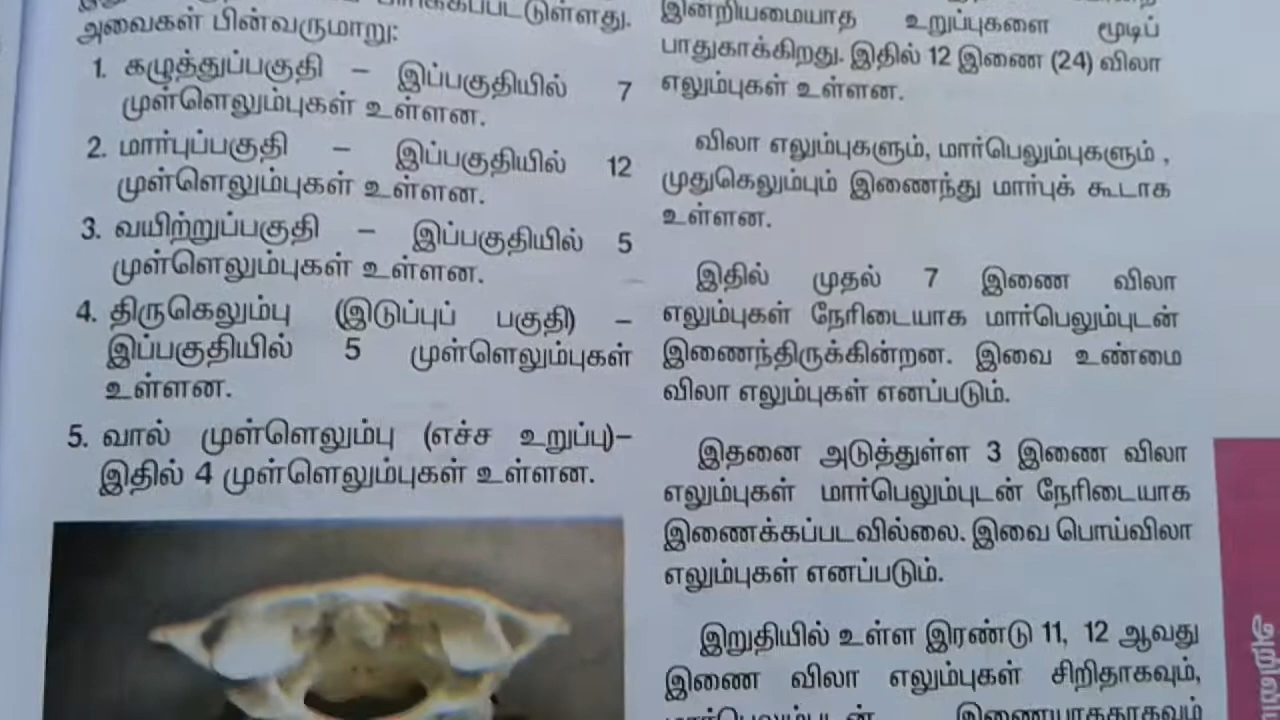 அவைகள் பின்வருமாறு:
1. கழுத்துப்பகுதி – இப்பகுதியில் 7
முள்ளெலும்புகள் உள்ளன.
2. மார்புப்பகுதி – இப்பகுதியில் 12
முள்ளெலும்புகள் உள்ளன.
3. வயிற்றுப்பகுதி – இப்பகுதியில் 5
முள்ளெலும்புகள் உள்ளன.
4. திருகெலும்பு (இடுப்புப் பகுதி) –
இப்பகுதியில் 5 முள்ளெலும்புகள்
உள்ளன.
5. வால் முள்ளெலும்பு (எச்ச உறுப்பு)–
இதில் 4 முள்ளெலும்புகள் உள்ளன.
இன்றியமையாத உறுப்புகளை மூடிப்
பாதுகாக்கிறது. இதில் 12 இணை (24) விலா
எலும்புகள் உள்ளன.
விலா எலும்புகளும், மார்பெலும்புகளும் ,
முதுகெலும்பும் இணைந்து மார்புக் கூடாக
உள்ளன.
இதில் முதல் 7 இணை விலா
எலும்புகள் நேரிடையாக மார்பெலும்புடன்
இணைந்திருக்கின்றன. இவை உண்மை
விலா எலும்புகள் எனப்படும்.
இதனை அடுத்துள்ள 3 இணை விலா
எலும்புகள் மார்பெலும்புடன் நேரிடையாக
இணைக்கப்படவில்லை. இவை பொய்விலா
எலும்புகள் எனப்படும்.
இறுதியில் உள்ள இரண்டு 11, 12 ஆவது
இணை விலா எலும்புகள் சிறிதாகவும்,